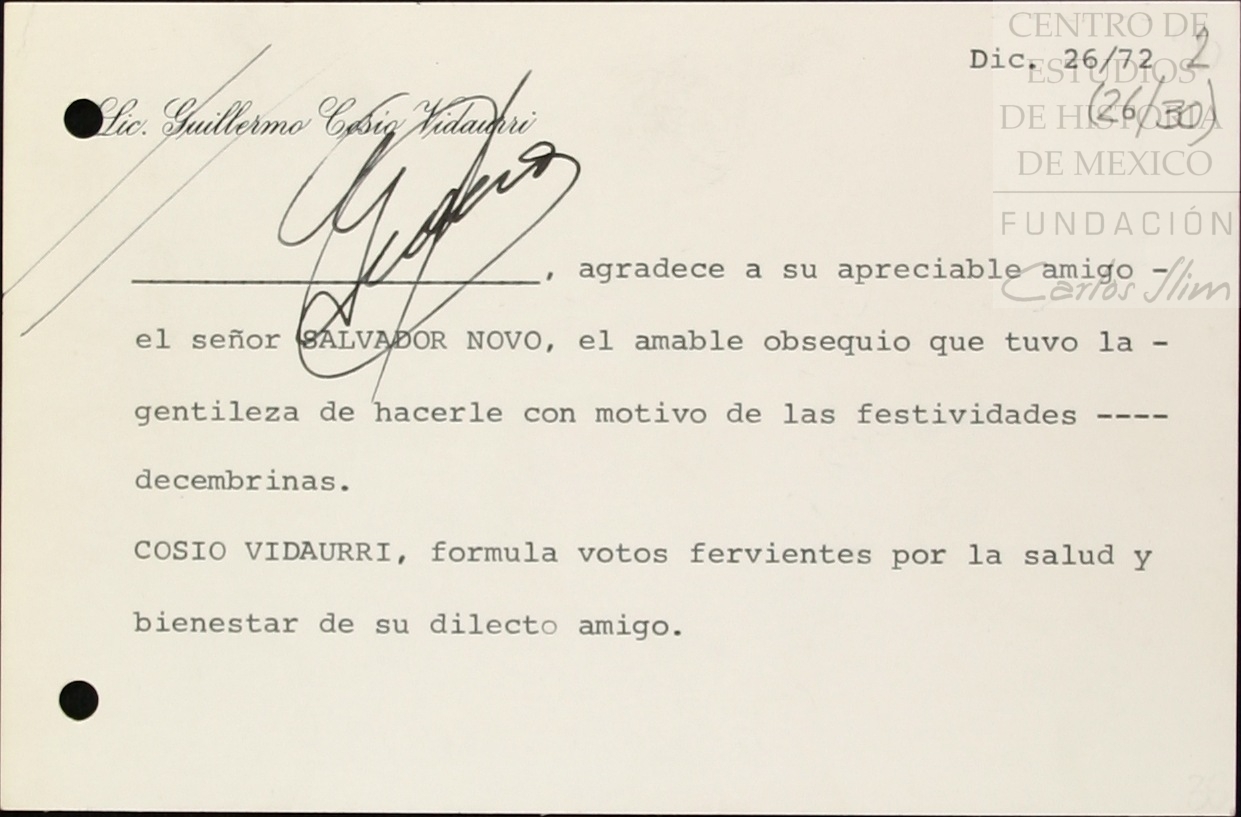 CENTRO DE
ESTUDIOS
DE HISTORIA
DE MEXICO
FUNDACIÓN
Carlos Slim
Dic. 26/72 2
(26/30)
Lic. Guillermo Cosío Vidaurri
, agradece a su apreciable amigo -
el señor SALVADOR NOVO, el amable obsequio que tuvo la -
gentileza de hacerle con motivo de las festividades ----
decembrinas.
COSIO VIDAURRI, formula votos fervientes por la salud y
bienestar de su dilecto amigo.